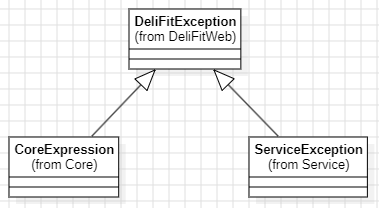 DeliFitException
(from DeliFitWeb)
CoreExpression
(from Core)
ServiceException
(from Service)